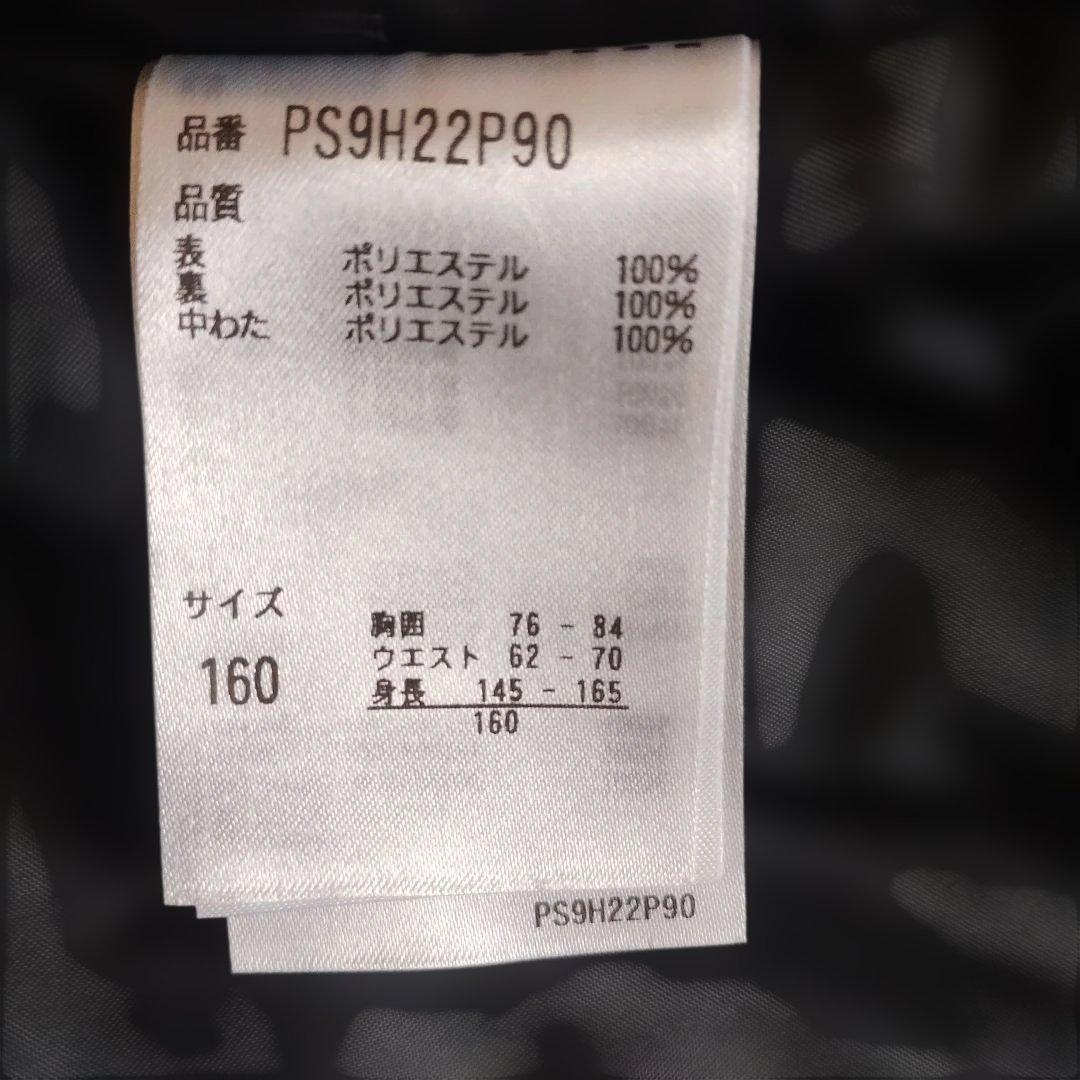 品番 PS9H22P90
品質
表 ポリエステル 100%
裏 ポリエステル 100%
中わた ポリエステル 100%
サイズ
160
胸囲 76 - 84
ウエスト 62 - 70
身長 145 - 165
160
PS9H22P90